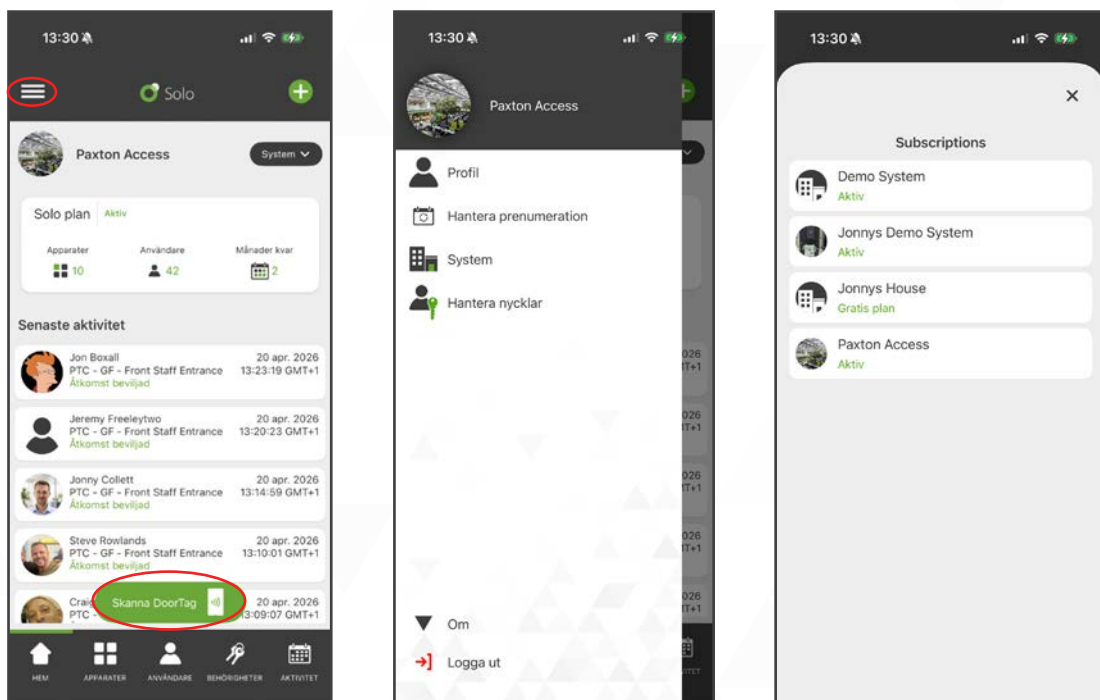 13:30
Solo
Paxton Access
System
Solo plan Aktiv
Apparater Användare Månader kvar
10 42 2
Senaste aktivitet
Jon Boxall 20 apr. 2026
PTC - GF - Front Staff Entrance 13:23:19 GMT+1
Åtkomst beviljad
Jeremy Freeleytwo 20 apr. 2026
PTC - GF - Front Staff Entrance 13:20:23 GMT+1
Åtkomst beviljad
Jonny Collett 20 apr. 2026
PTC - GF - Front Staff Entrance 13:14:59 GMT+1
Åtkomst beviljad
Steve Rowlands 20 apr. 2026
PTC - GF - Front Staff Entrance 13:10:01 GMT+1
Åtkomst beviljad
Craig 20 apr. 2026
PTC - 13:09:07 GMT+1
Skanna DoorTag
HEM APPARATER ANVÄNDARE BEHÖRIGHETER AKTIVITET
13:30
Paxton Access
Profil
Hantera prenumeration
System
Hantera nycklar
Om
Logga ut
13:30
Subscriptions
Demo System
Aktiv
Jonnys Demo System
Aktiv
Jonnys House
Gratis plan
Paxton Access
Aktiv